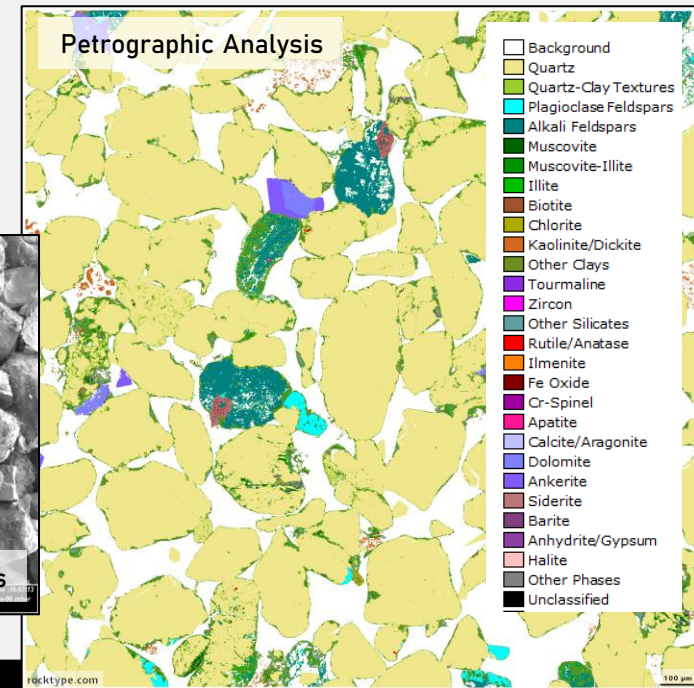 Petrographic Analysis
Background
Quartz
Quartz-Clay Textures
Plagioclase Feldspars
Alkali Feldspars
Muscovite
Muscovite-Illite
Illite
Biotite
Chlorite
Kaolinite/Dickite
Other Clays
Tourmaline
Zircon
Other Silicates
Rutile/Anatase
Ilmenite
Fe Oxide
Cr-Spinel
Apatite
Calcite/Aragonite
Dolomite
Ankerite
Siderite
Barite
Anhydrite/Gypsum
Halite
Other Phases
Unclassified
rocktype.com
100 µm